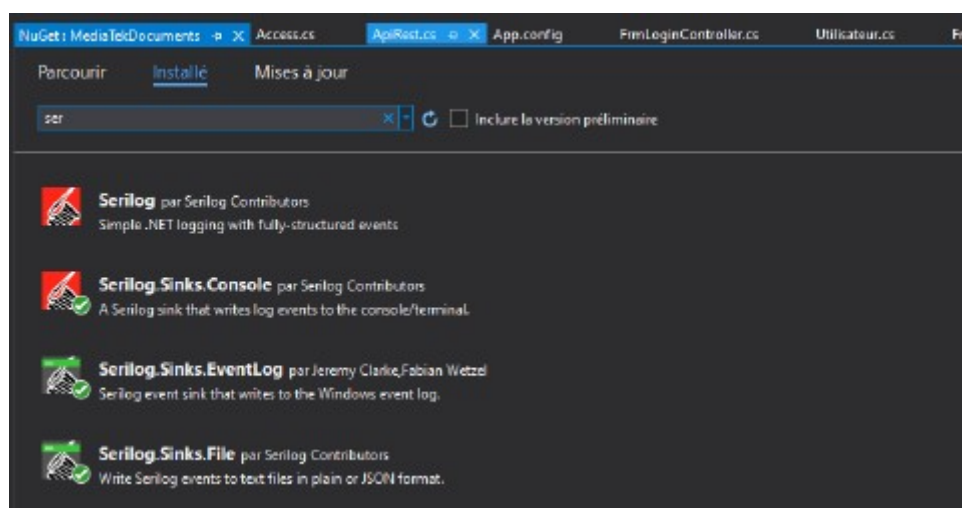 NuGet : MediaTekDocuments Access.cs ApiRest.cs App.config FrmLoginController.cs Utilisateur.cs
Parcourir Installé Mises à jour
ser Inclure la version préliminaire
Serilog par Serilog Contributors
Simple .NET logging with fully-structured events
Serilog.Sinks.Console par Serilog Contributors
A Serilog sink that writes log events to the console/terminal.
Serilog.Sinks.EventLog par Jeremy Clarke,Fabian Wetzel
Serilog event sink that writes to the Windows event log.
Serilog.Sinks.File par Serilog Contributors
Write Serilog events to text files in plain or JSON format.